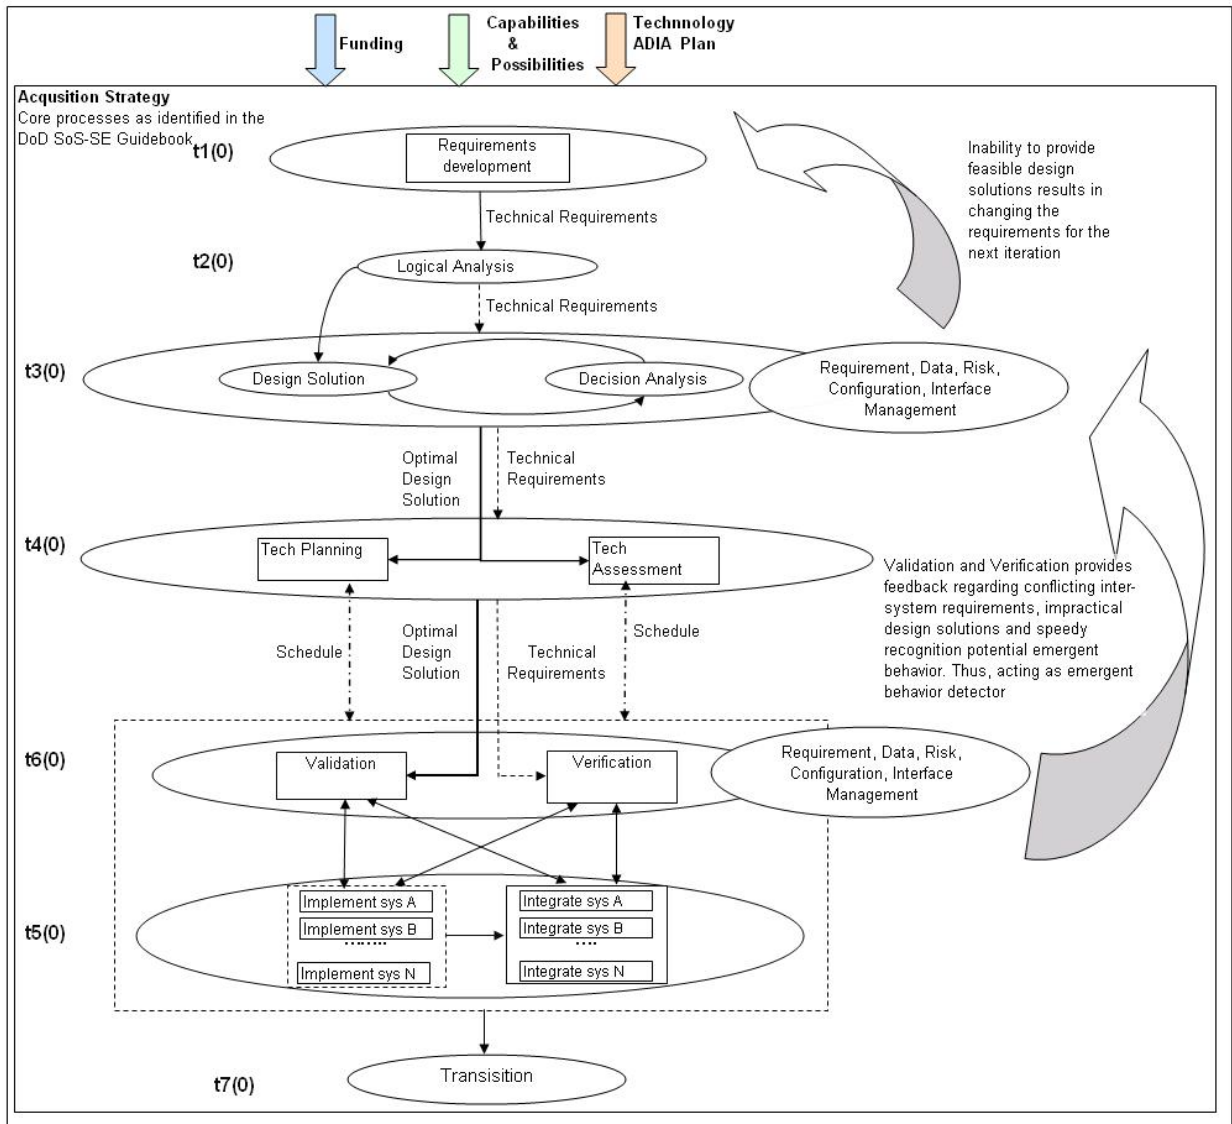 Funding
Capabilities
&
Possibilities
Technnology
ADIA Plan
Acqusition Strategy
Core processes as identified in the
DoD SoS-SE Guidebook
t1(0)
Requirements
development
Inability to provide
feasible design
solutions results in
changing the
requirements for the
next iteration
Technical Requirements
t2(0)
Logical Analysis
Technical Requirements
t3(0)
Design Solution
Decision Analysis
Requirement, Data, Risk,
Configuration, Interface
Management
Optimal
Design
Solution
Technical
Requirements
t4(0)
Tech Planning
Tech
Assessment
Validation and Verification provides
feedback regarding conflicting inter-
system requirements, impractical
design solutions and speedy
recognition potential emergent
behavior. Thus, acting as emergent
behavior detector
Schedule
Optimal
Design
Solution
Technical
Requirements
Schedule
t6(0)
Validation
Verification
Requirement, Data, Risk,
Configuration, Interface
Management
t5(0)
Implement sys A
Implement sys B
........
Implement sys N
Integrate sys A
Integrate sys B
....
Integrate sys N
t7(0)
Transisition